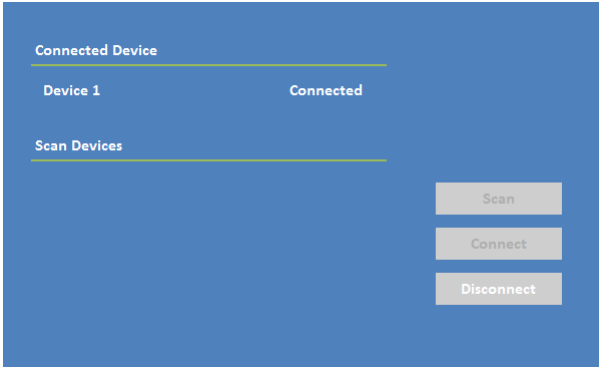 Connected Device
Device 1 Connected
Scan Devices
Scan
Connect
Disconnect